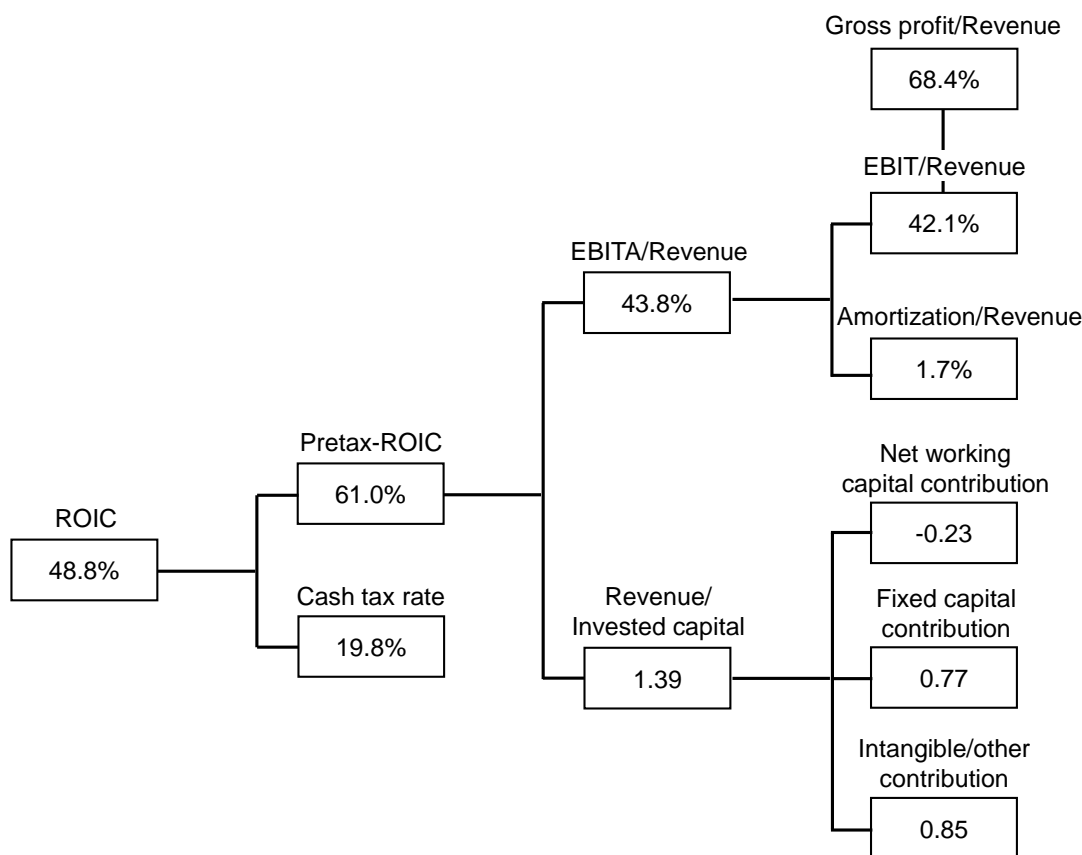 Gross profit/Revenue
68.4%
EBIT/Revenue
42.1%
EBITA/Revenue
43.8%
Amortization/Revenue
1.7%
Pretax-ROIC
61.0%
Net working
capital contribution
-0.23
ROIC
48.8%
Cash tax rate
19.8%
Revenue/
Invested capital
1.39
Fixed capital
contribution
0.77
Intangible/other
contribution
0.85